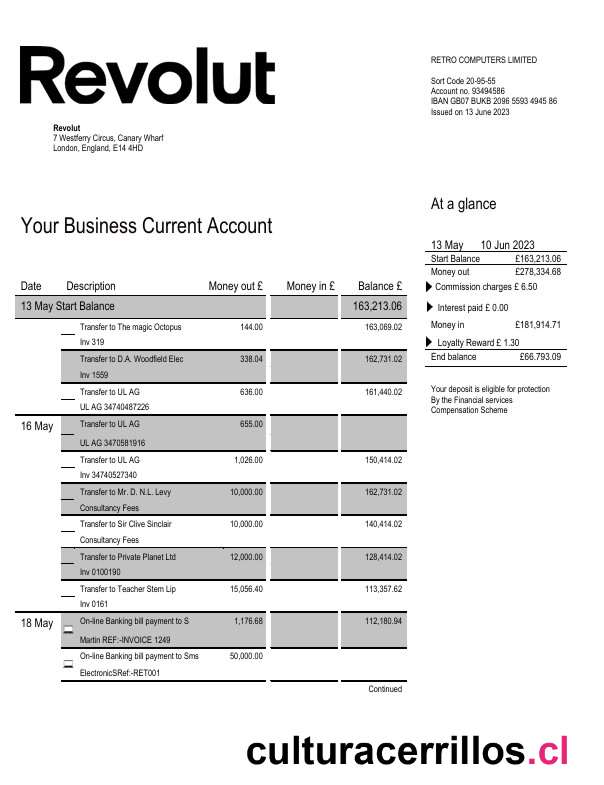 Revolut
RETRO COMPUTERS LIMITED
Sort Code 20-95-55
Account no. 93494586
IBAN GB07 BUKB 2096 5593 4945 86
Issued on 13 June 2023
Revolut
7 Westferry Circus, Canary Wharf
London, England, E14 4HD
At a glance
Your Business Current Account
13 May 10 Jun 2023
Start Balance £163,213.06
Money out £278,334.68
Commission charges £ 6.50
Interest paid £ 0.00
Money in £181,914.71
Loyalty Reward £ 1.30
End balance £66.793.09
Your deposit is eligible for protection
By the Financial services
Compensation Scheme
Date Description Money out £ Money in £ Balance £
13 May Start Balance 163,213.06
Transfer to The magic Octopus 144.00 163,069.02
Inv 319
Transfer to D.A. Woodfield Elec 338.04 162,731.02
Inv 1559
Transfer to UL AG 636.00 161,440.02
UL AG 34740487226
16 May Transfer to UL AG 655.00
UL AG 3470581916
Transfer to UL AG 1,026.00 150,414.02
Inv 34740527340
Transfer to Mr. D. N.L. Levy 10,000.00 162,731.02
Consultancy Fees
Transfer to Sir Clive Sinclair 10,000.00 140,414.02
Consultancy Fees
Transfer to Private Planet Ltd 12,000.00 128,414.02
Inv 0100190
Transfer to Teacher Stem Lip 15,056.40 113,357.62
Inv 0161
18 May On-line Banking bill payment to S 1,176.68 112,180.94
Martin REF:-INVOICE 1249
On-line Banking bill payment to Sms 50,000.00
ElectronicSRef:-RET001
Continued
culturacerrillos.cl